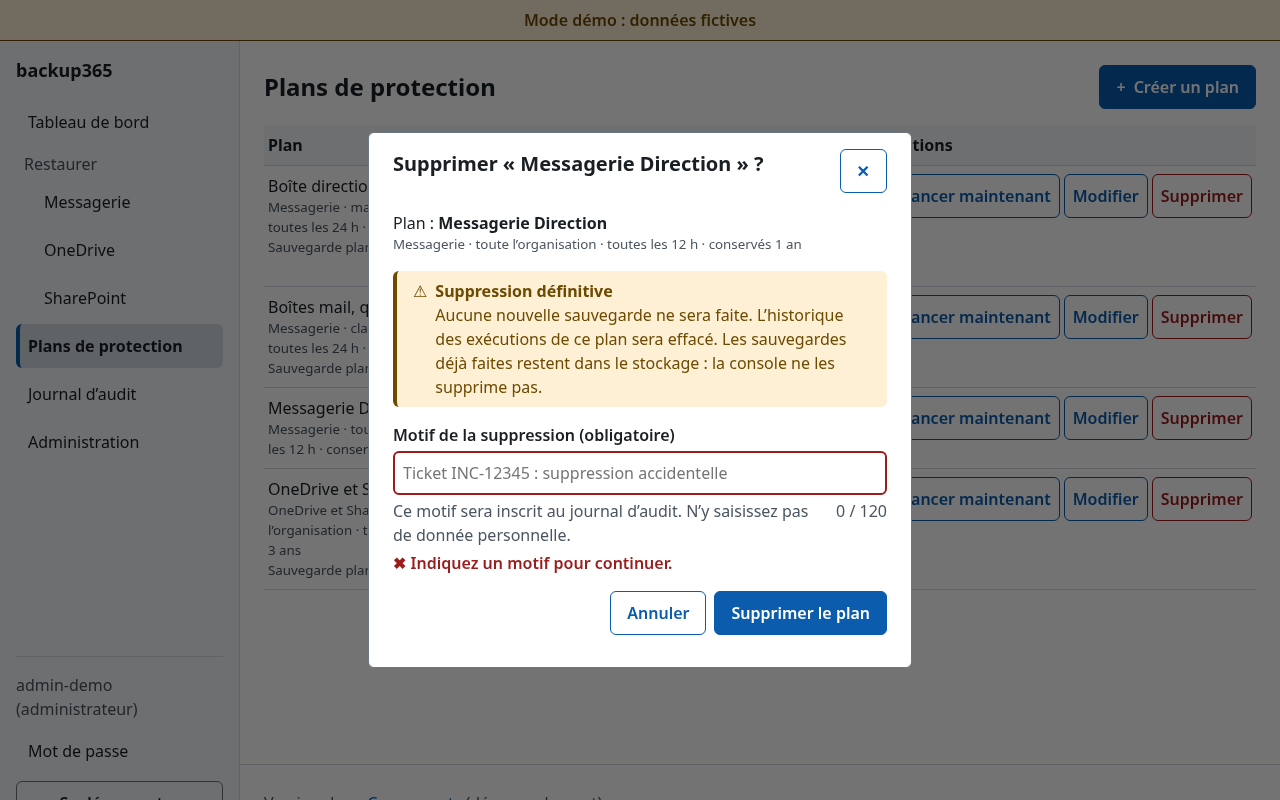 Mode démo : données fictives
backup365
Tableau de bord
Restaurer
Messagerie
OneDrive
SharePoint
Plans de protection
Journal d’audit
Administration
admin-demo
(administrateur)
Mot de passe
Plans de protection
+ Créer un plan
Plan
Boîte directio
Messagerie · ma
toutes les 24 h ·
Sauvegarde plan
ancer maintenant
Modifier
Supprimer
Boîtes mail, q
Messagerie · cla
toutes les 24 h ·
Sauvegarde plan
ancer maintenant
Modifier
Supprimer
Messagerie D
Messagerie · tou
les 12 h · conser
ancer maintenant
Modifier
Supprimer
OneDrive et S
OneDrive et Sha
l’organisation · t
3 ans
Sauvegarde plan
ancer maintenant
Modifier
Supprimer
Supprimer « Messagerie Direction » ?
×
Plan : Messagerie Direction
Messagerie · toute l’organisation · toutes les 12 h · conservés 1 an
⚠ Suppression définitive
Aucune nouvelle sauvegarde ne sera faite. L’historique
des exécutions de ce plan sera effacé. Les sauvegardes
déjà faites restent dans le stockage : la console ne les
supprime pas.
Motif de la suppression (obligatoire)
Ticket INC-12345 : suppression accidentelle
Ce motif sera inscrit au journal d’audit. N’y saisissez pas
de donnée personnelle.
0 / 120
✖ Indiquez un motif pour continuer.
Annuler
Supprimer le plan